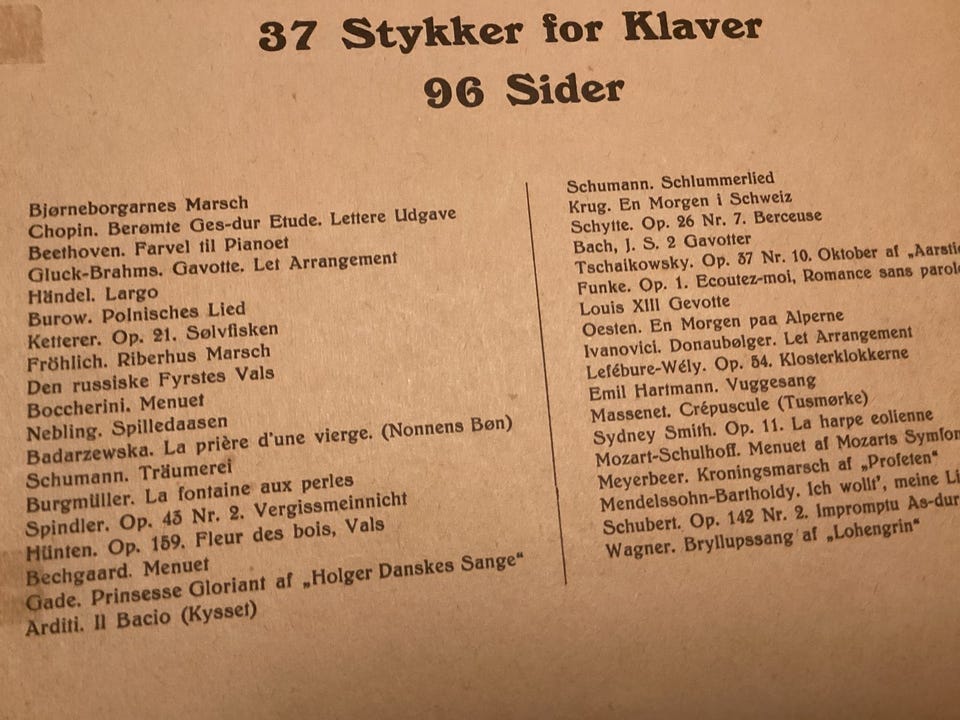 37 Stykker for Klaver
96 Sider
Bjørneborgarnes Marsch
Chopin. Berømte Ges-dur Etude. Lettere Udgave
Beethoven. Farvel til Pianoet
Gluck-Brahms. Gavotte. Let Arrangement
Händel. Largo
Burow. Polnisches Lied
Ketterer. Op. 21. Sølvfisken
Fröhlich. Riberhus Marsch
Den russiske Fyrstes Vals
Boccherini. Menuet
Nebling. Spilledaasen
Badarzewska. La prière d'une vierge. (Nonnens Bøn)
Schumann. Träumerei
Burgmüller. La fontaine aux perles
Spindler. Op. 45 Nr. 2. Vergissmeinnicht
Hünten. Op. 159. Fleur des bois, Vals
Bechgaard. Menuet
Gade. Prinsesse Gloriant af „Holger Danskes Sange"
Arditi. Il Bacio (Kysset)
Schumann. Schlummerlied
Krug. En Morgen i Schweiz
Schytte. Op. 26 Nr. 7. Berceuse
Bach, J. S. 2 Gavotter
Tschaikowsky. Op. 37 Nr. 10. Oktober af
Funke. Op. 1. Ecoutez-moi, Romance sans
Louis XIII Gevotte
Oesten. En Morgen paa Alperne
Ivanovici. Donaubølger. Let Arrangement
Lefébure-Wély. Op. 54. Klosterklokkerne
Emil Hartmann. Vuggesang
Massenet. Crépuscule (Tusmørke)
Sydney Smith. Op. 11. La harpe eolienne
Mozart-Schulhoff. Menuet af Mozarts
Meyerbeer. Kroningsmarsch af „Profeten"
Mendelssohn-Bartholdy. Ich wollt', meine
Schubert. Op. 142 Nr. 2. Impromptu As-dur
Wagner. Bryllupssang af „Lohengrin"